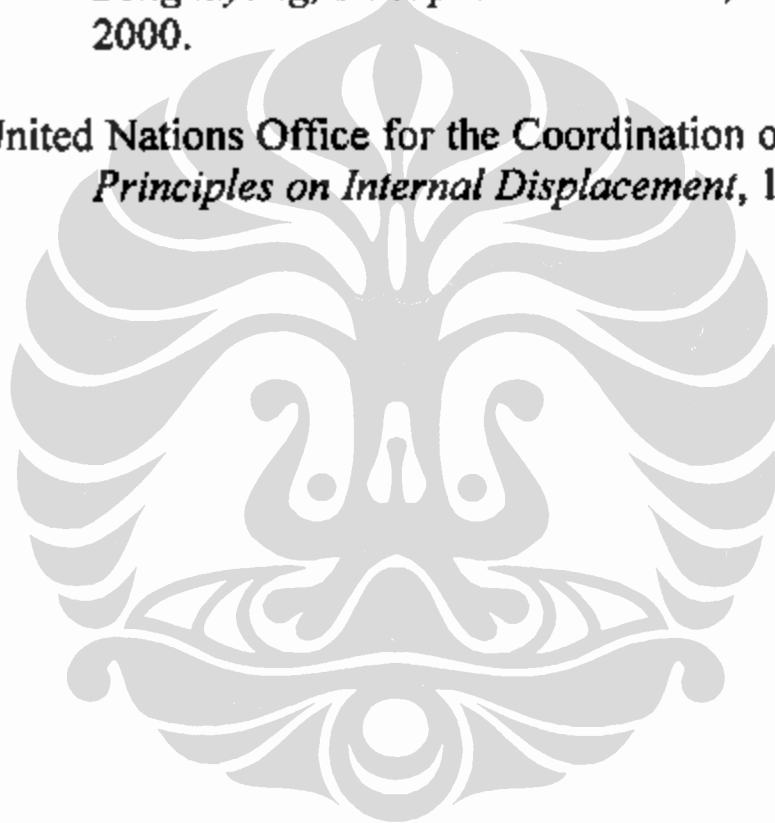 2000.
United Nations Office for the Coordination o
Principles on Internal Displacement, 1